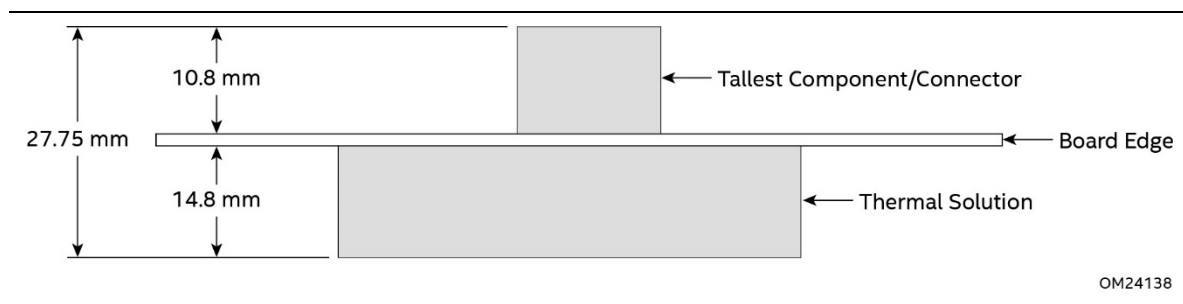 10.8 mm
Tallest Component/Connector
27.75 mm
Board Edge
14.8 mm
Thermal Solution
OM24138